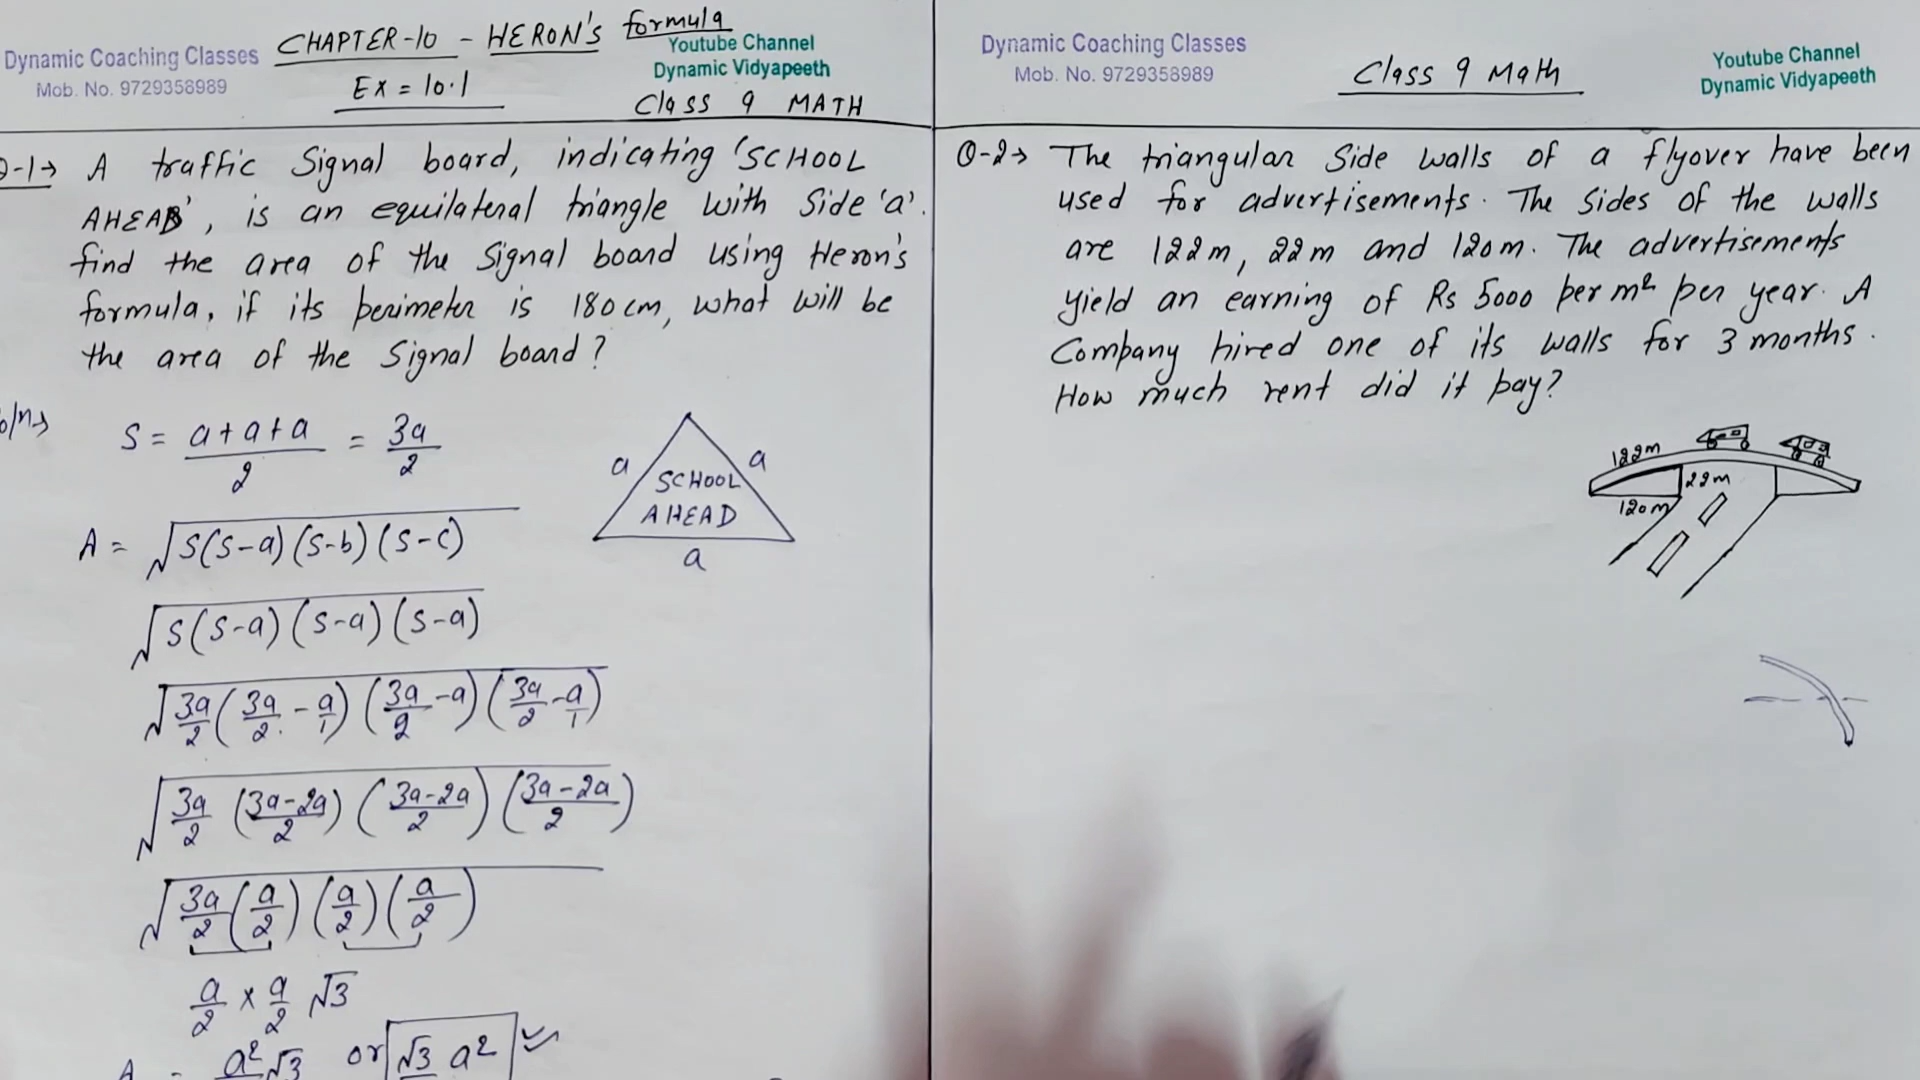 Dynamic Coaching Classes
Mob. No. 9729358989
CHAPTER-10 - HERON's formula
Ex = 10.1
Youtube Channel
Dynamic Vidyapeeth
Class 9 MATH
Q-1→ A traffic Signal board, indicating 'SCHOOL
AHEAD', is an equilateral triangle with Side 'a'.
find the area of the Signal board using Heron's
formula, if its perimeter is 180 cm, what will be
the area of the Signal board?
S = a+a+a/2 = 3a/2
a
a
SCHOOL
AHEAD
a
A = √S(S-a)(S-b)(S-c)
√S(S-a)(S-a)(S-a)
√3a/2(3a/2 - a/1)(3a/2 - a)(3a/2 - a/1)
√3a/2 (3a-2a/2)(3a-2a/2)(3a-2a/2)
√3a/2(a/2)(a/2)(a/2)
a/2 × a/2 √3
a²√3 or √3 a²
Dynamic Coaching Classes
Mob. No. 9729358989
Class 9 Math
Youtube Channel
Dynamic Vidyapeeth
Q-2→ The triangular Side walls of a flyover have been
used for advertisements. The Sides of the walls
are 122m, 22m and 120m. The advertisements
yield an earning of Rs 5000 per m² per year. A
Company hired one of its walls for 3 months.
How much rent did it pay?
122m
22m
120m